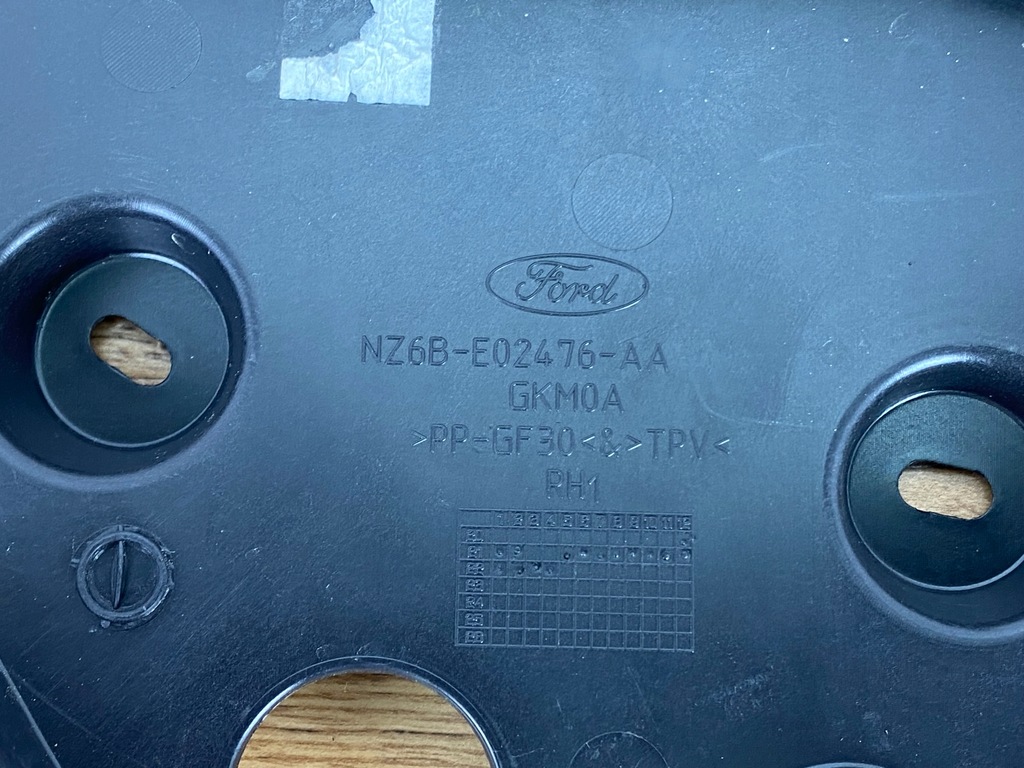 Ford
NZ6B-E02476-AA
GKM0A
>PP-GF30<&>TPV<
RH1